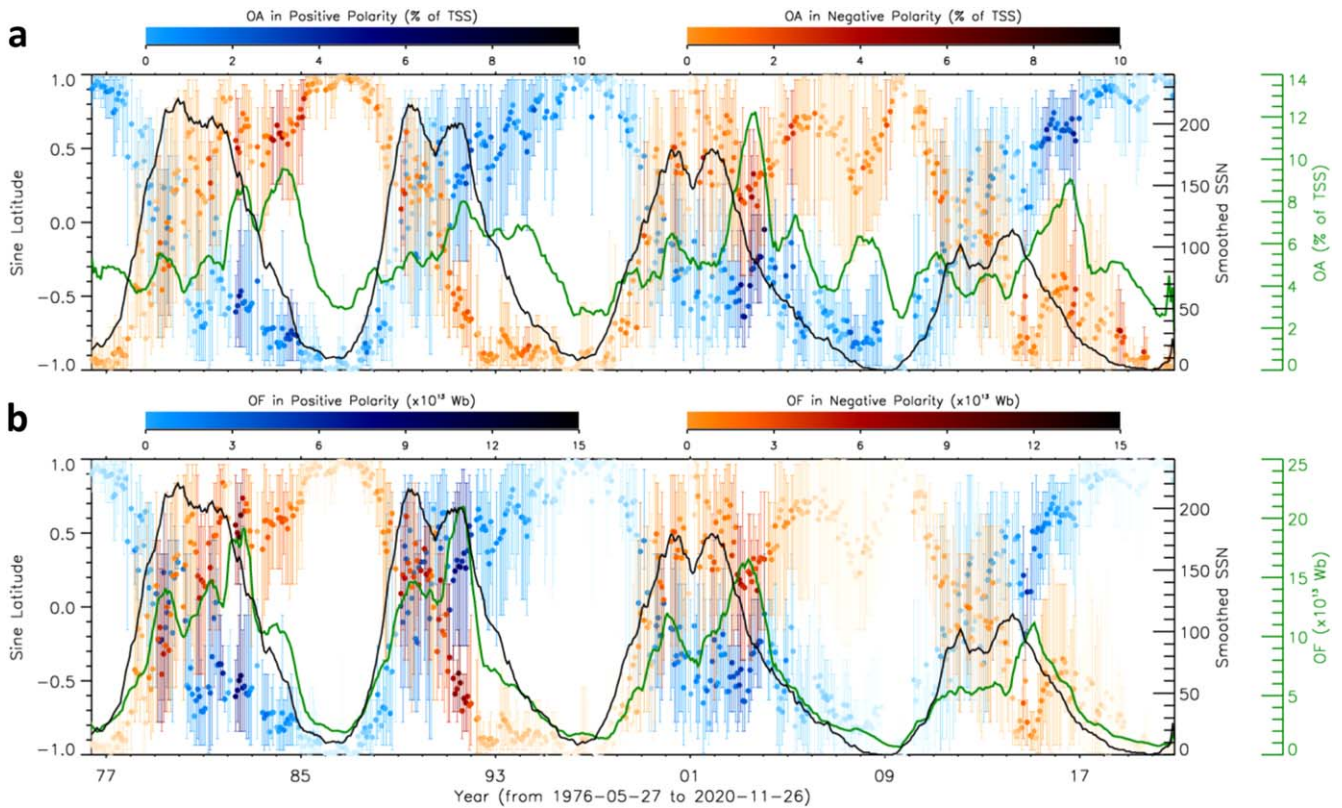 a
OA in Positive Polarity (% of TSS)
OA in Negative Polarity (% of TSS)
0 2 4 6 8 10
0 2 4 6 8 10
1.0
0.5
0.0
−0.5
−1.0
Sine Latitude
200
150
100
50
0
Smoothed SSN
14
12
10
8
6
4
2
0
OA (% of TSS)
b
OF in Positive Polarity (x10¹³ Wb)
OF in Negative Polarity (x10¹³ Wb)
0 3 6 9 12 15
0 3 6 9 12 15
1.0
0.5
0.0
−0.5
−1.0
Sine Latitude
200
150
100
50
0
Smoothed SSN
25
20
15
10
5
0
OF (x10¹³ Wb)
77 85 93 01 09 17
Year (from 1976−05−27 to 2020−11−26)